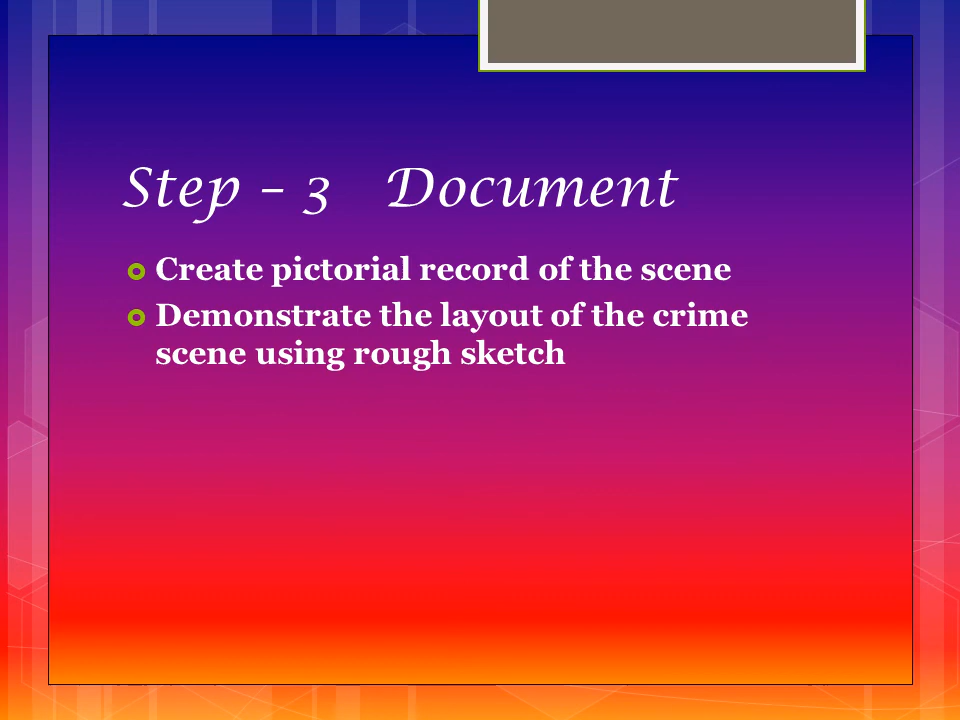 Step – 3 Document
Create pictorial record of the scene
Demonstrate the layout of the crime
scene using rough sketch